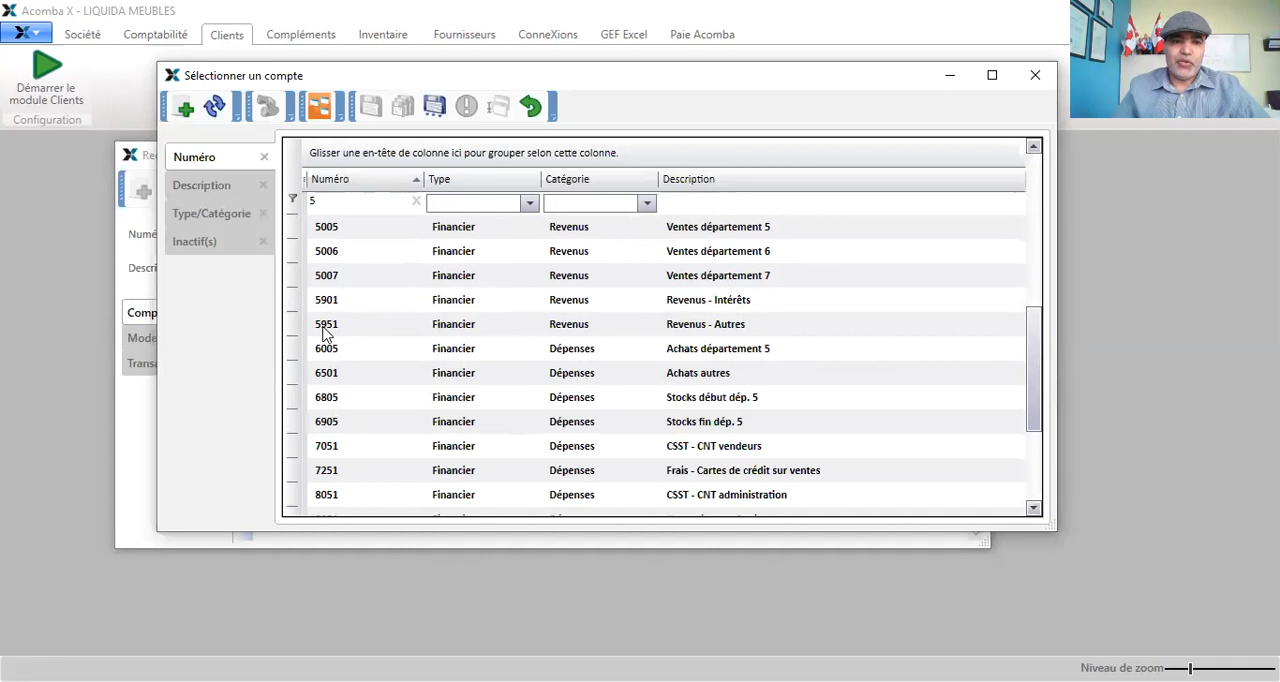 Acomba X - LIQUIDA MEUBLES
X Société Comptabilité Clients Compléments Inventaire Fournisseurs ConneXions GEF Excel Paie Acomba
Démarrer le
module Clients
Configuration
Sélectionner un compte
Numéro
Description
Type/Catégorie
Inactif(s)
Glisser une en-tête de colonne ici pour grouper selon cette colonne.
Numéro Type Catégorie Description
5
5005 Financier Revenus Ventes département 5
5006 Financier Revenus Ventes département 6
5007 Financier Revenus Ventes département 7
5901 Financier Revenus Revenus - Intérêts
5951 Financier Revenus Revenus - Autres
6005 Financier Dépenses Achats département 5
6501 Financier Dépenses Achats autres
6805 Financier Dépenses Stocks début dép. 5
6905 Financier Dépenses Stocks fin dép. 5
7051 Financier Dépenses CSST - CNT vendeurs
7251 Financier Dépenses Frais - Cartes de crédit sur ventes
8051 Financier Dépenses CSST - CNT administration
Re
Numé
Descri
Comp
Mode
Transa
Niveau de zoom